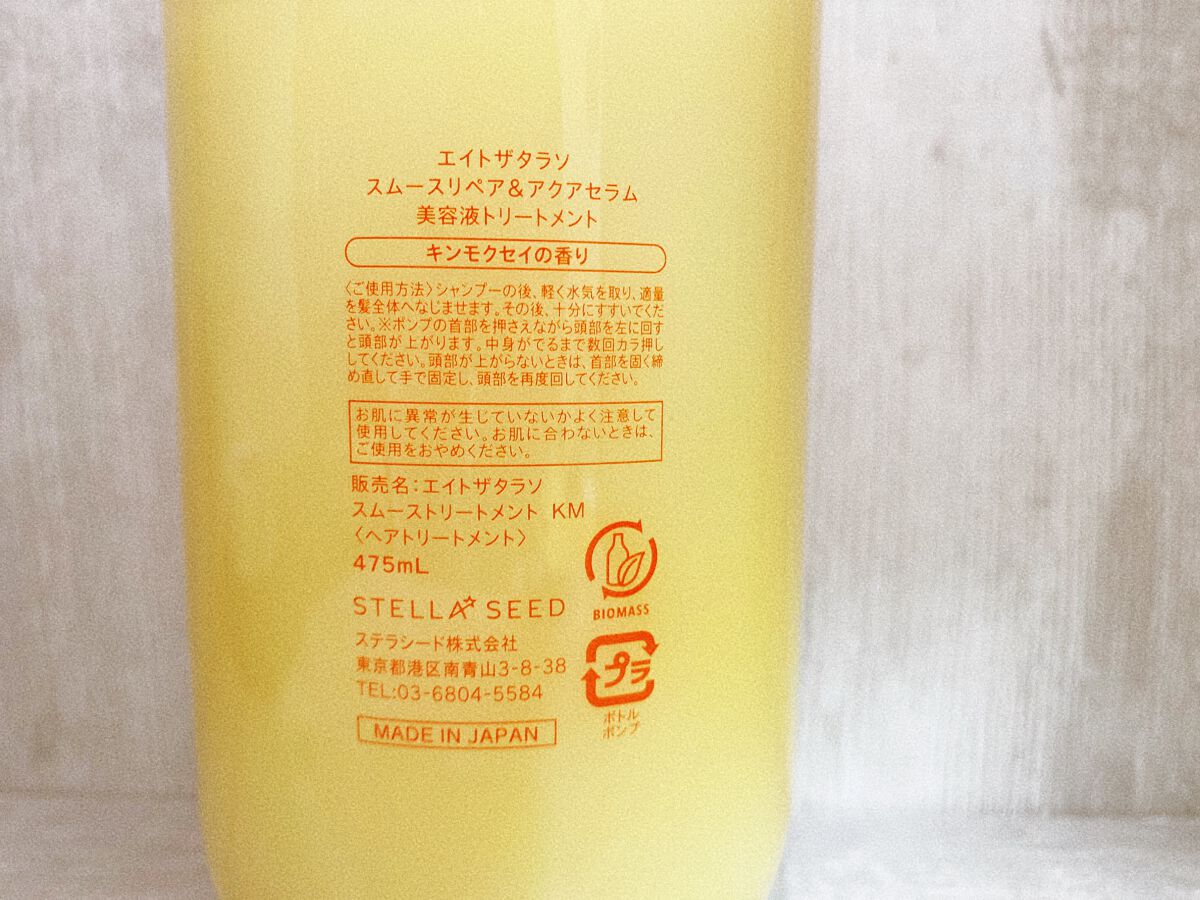 エイトザタラソ
スムースリペア&アクアセラム
美容液トリートメント
キンモクセイの香り
〈ご使用方法〉シャンプーの後、軽く水気を取り、適量
を髪全体へなじませます。その後、十分にすすいでくだ
さい。※ポンプの首部を押さえながら頭部を左に回す
と頭部が上がります。中身がでるまで数回カラ押し
してください。頭部が上がらないときは、首部を固く締
め直して手で固定し、頭部を再度回してください。
お肌に異常が生じていないかよく注意して
使用してください。お肌に合わないときは、
ご使用をおやめください。
販売名:エイトザタラソ
スムーストリートメント KM
〈ヘアトリートメント〉
475mL
BIOMASS
STELLA SEED
ステラシード株式会社
東京都港区南青山3-8-38
TEL:03-6804-5584
プラ
ボトル
ポンプ
MADE IN JAPAN